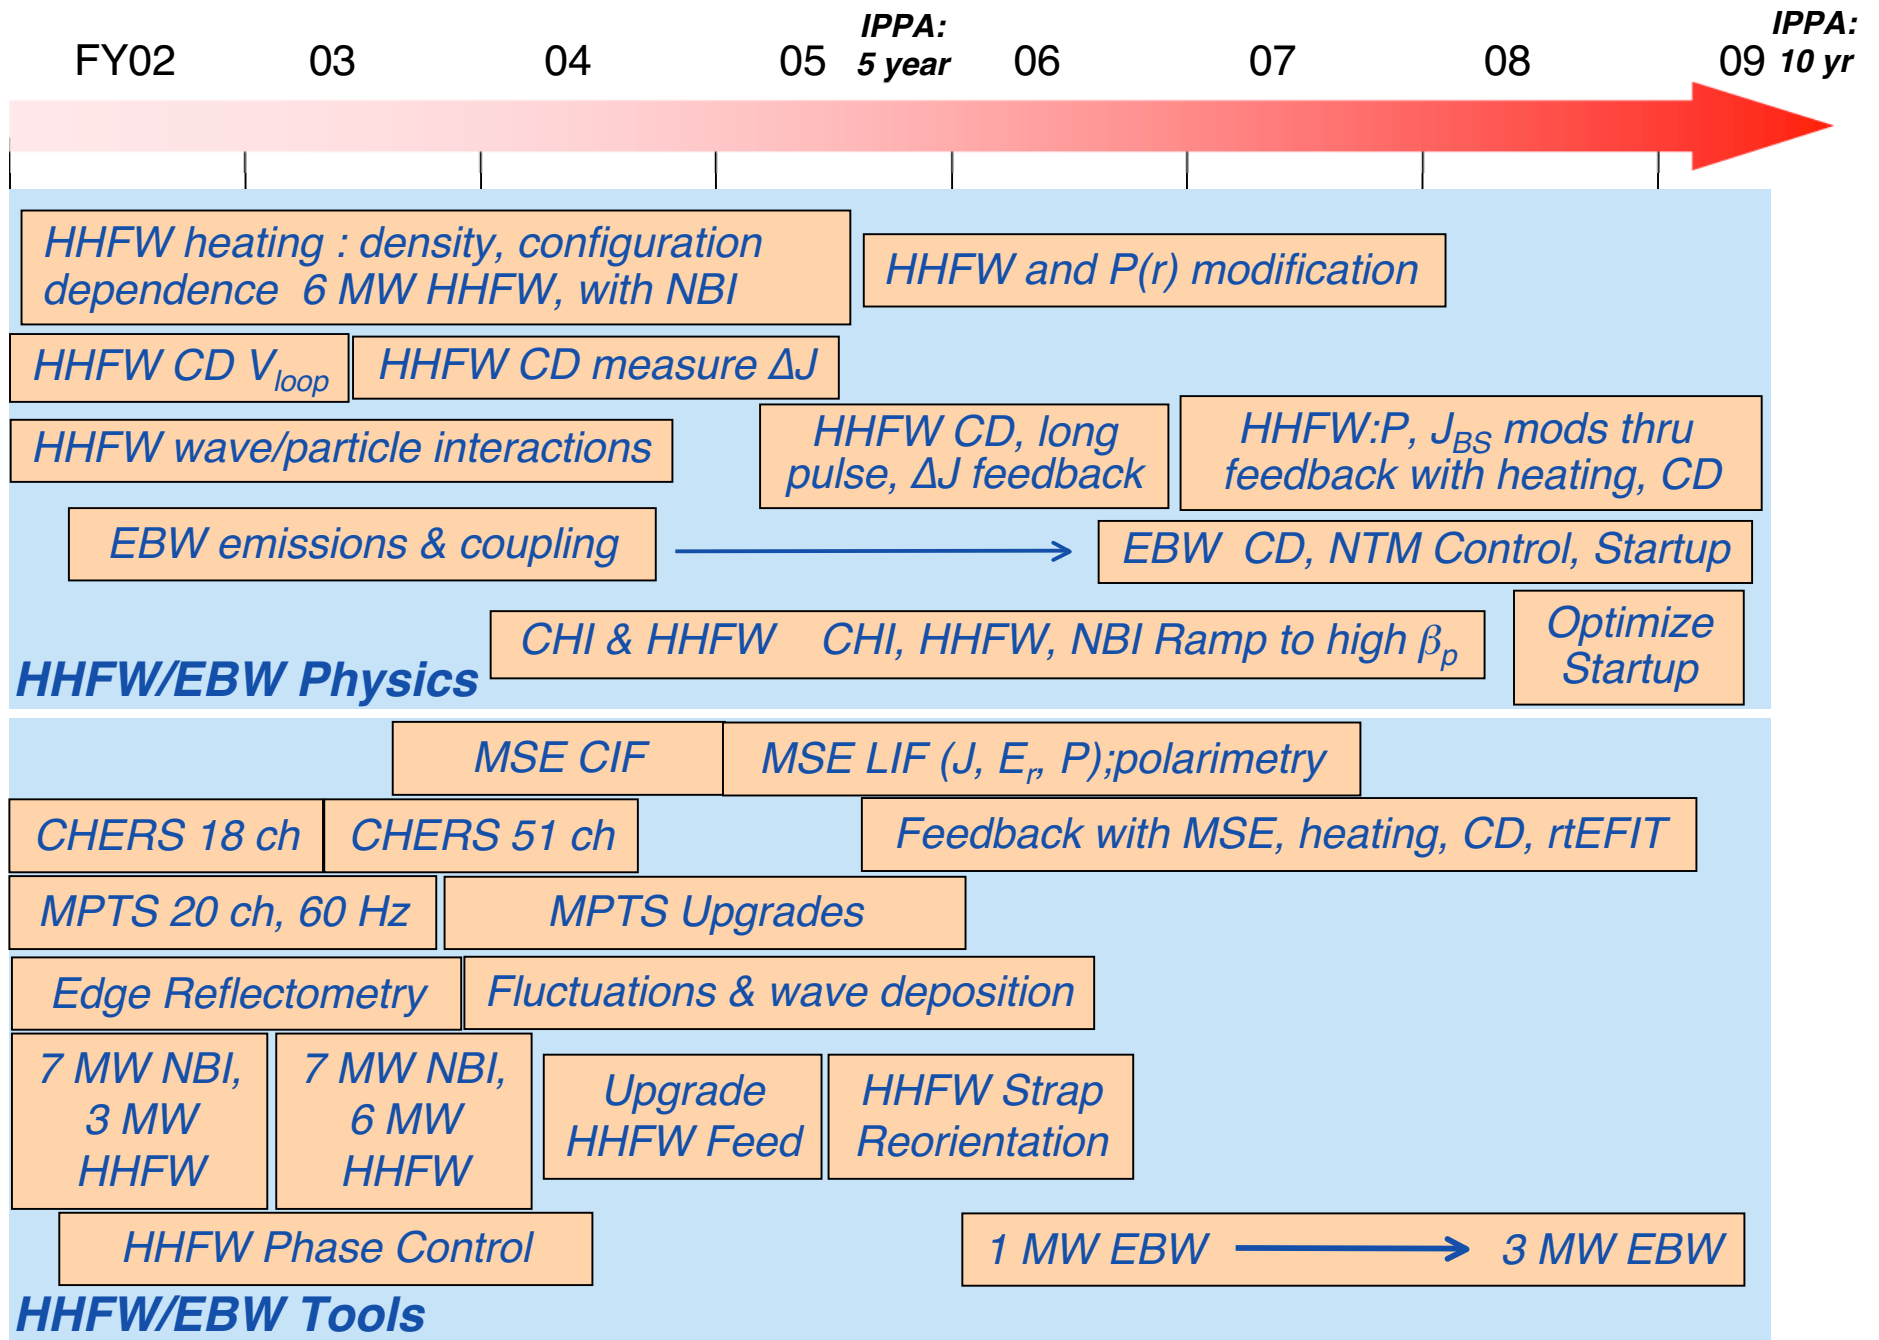 IPPA: IPPA:
FY02 03 04 05 5 year 06 07 08 09 10 yr
HHFW heating : density, configuration
dependence 6 MW HHFW, with NBI
HHFW and P(r) modification
HHFW CD Vloop
HHFW CD measure ΔJ
HHFW wave/particle interactions
HHFW CD, long
pulse, ΔJ feedback
HHFW:P, JBS mods thru
feedback with heating, CD
EBW emissions & coupling
EBW CD, NTM Control, Startup
CHI & HHFW CHI, HHFW, NBI Ramp to high βp
Optimize
Startup
HHFW/EBW Physics
MSE CIF
MSE LIF (J, Er, P);polarimetry
CHERS 18 ch
CHERS 51 ch
Feedback with MSE, heating, CD, rtEFIT
MPTS 20 ch, 60 Hz
MPTS Upgrades
Edge Reflectometry
Fluctuations & wave deposition
7 MW NBI,
3 MW
HHFW
7 MW NBI,
6 MW
HHFW
Upgrade
HHFW Feed
HHFW Strap
Reorientation
HHFW Phase Control
1 MW EBW 3 MW EBW
HHFW/EBW Tools